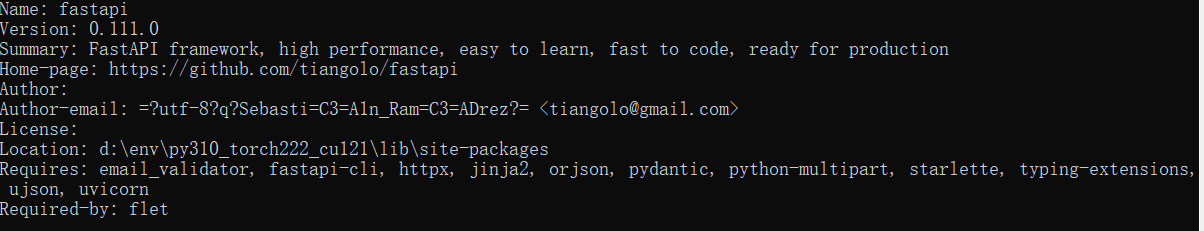 Name: fastapi
Version: 0.111.0
Summary: FastAPI framework, high performance, easy to learn, fast to code, ready for production
Home-page: https://github.com/tiangolo/fastapi
Author:
Author-email: =?utf-8?q?Sebasti=C3=A1n_Ram=C3=ADrez?= <tiangolo@gmail.com>
License:
Location: d:\env\py310_torch222_cu121\lib\site-packages
Requires: email_validator, fastapi-cli, httpx, jinja2, orjson, pydantic, python-multipart, starlette, typing-extensions,
 ujson, uvicorn
Required-by: flet